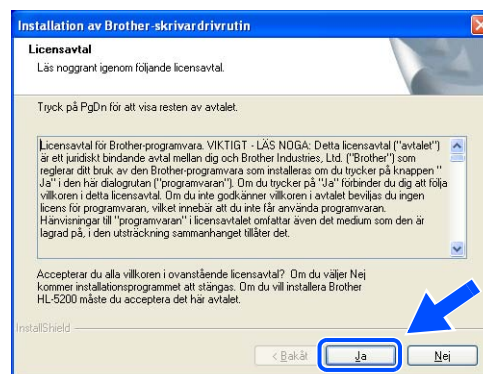 Installation av Brother-skrivardrivrutin
Licensavtal
Läs noggrant igenom följande licensavtal.
Tryck på PgDn för att visa resten av avtalet.
Licensavtal för Brother-programvara. VIKTIGT - LÄS NOGA: Detta licensavtal ("avtalet")
är ett juridiskt bindande avtal mellan dig och Brother Industries, Ltd. ("Brother") som
reglerar ditt bruk av den Brother-programvara som installeras om du trycker på knappen "
Ja" i den här dialogrutan ("programvaran"). Om du trycker på "Ja" förbinder du dig att följa
villkoren i detta licensavtal. Om du inte godkänner villkoren i avtalet beviljas du ingen
licens för programvaran, vilket innebär att du inte får använda programvaran.
Hänvisningar till "programvaran" i licensavtalet omfattar även det medium som den är
lagrad på, i den utsträckning sammanhanget tillåter det.
Accepterar du alla villkoren i ovanstående licensavtal? Om du väljer Nej
kommer installationsprogrammet att stängas. Om du vill installera Brother
HL-5200 måste du acceptera det här avtalet.
InstallShield
< Bakåt
Ja
Nej